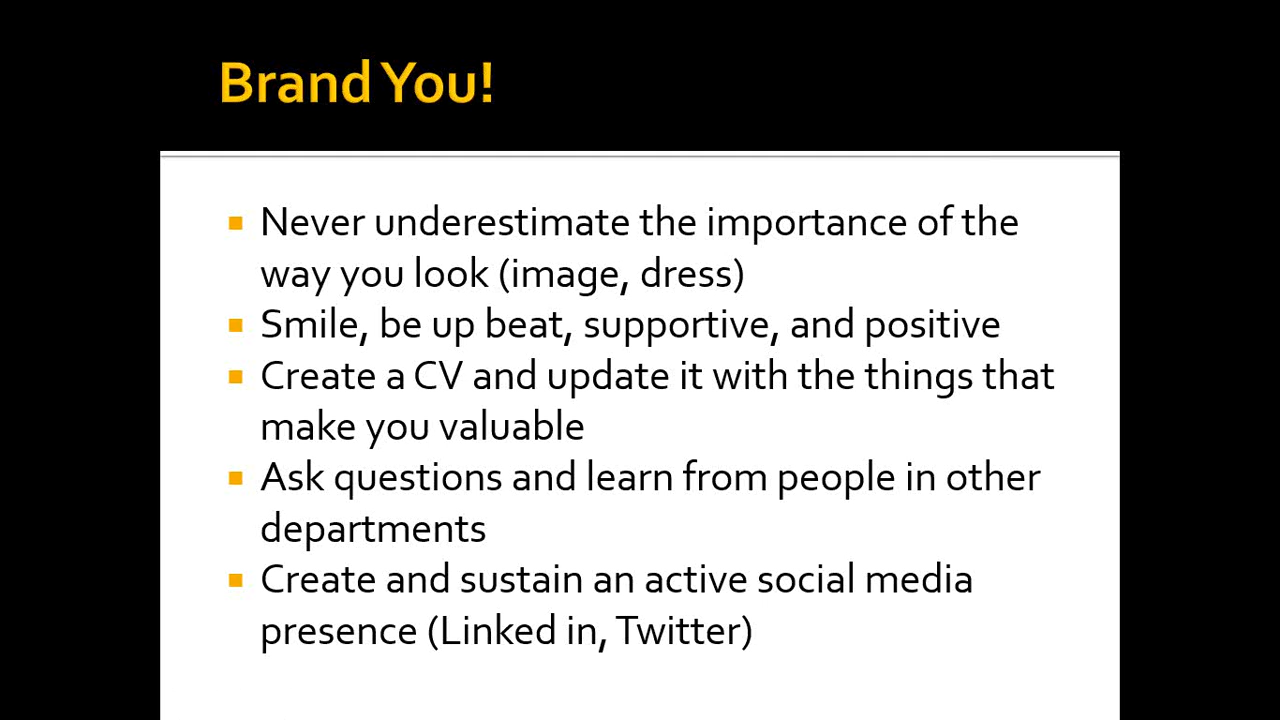 Brand You!
Never underestimate the importance of the
way you look (image, dress)
Smile, be up beat, supportive, and positive
Create a CV and update it with the things that
make you valuable
Ask questions and learn from people in other
departments
Create and sustain an active social media
presence (Linked in, Twitter)